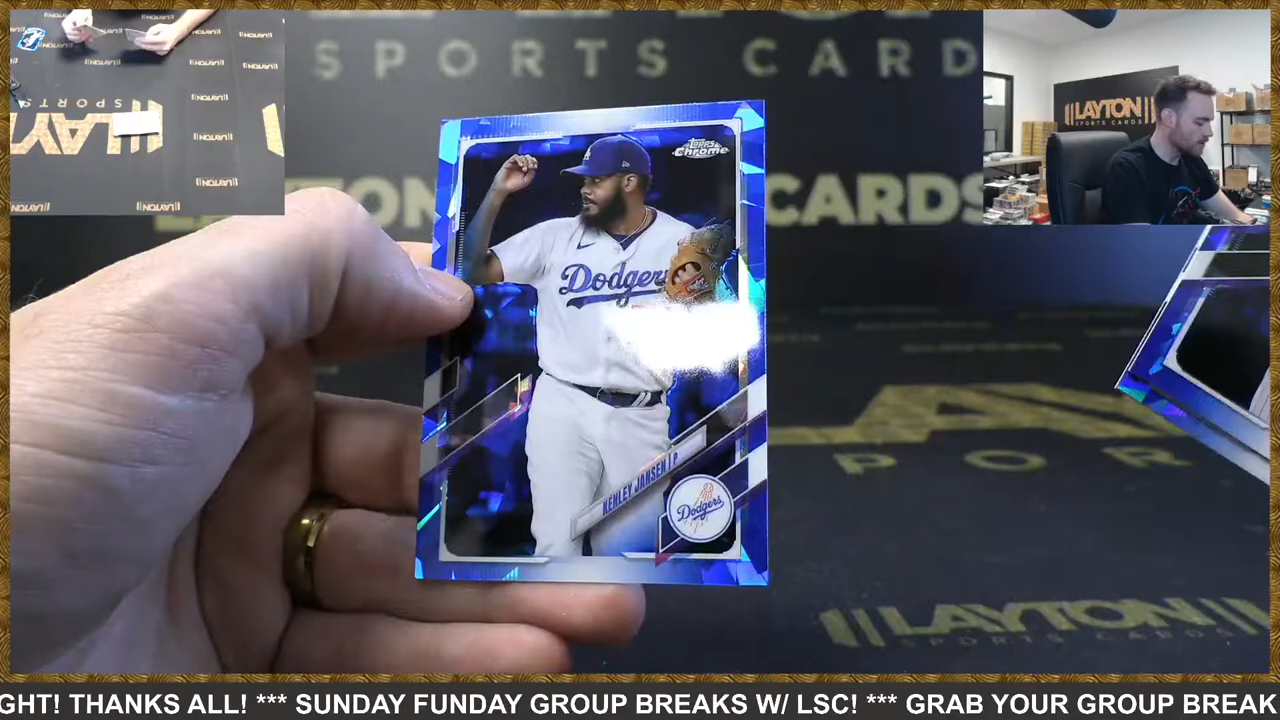 SPORTS CARD
LAYTON
SPORTS CARDS
CARDS
Topps
Chrome
Dodgers
KENLEY JANSEN | P
Dodgers
LAYTON
SPORTS CARDS
GHT! THANKS ALL! *** SUNDAY FUNDAY GROUP BREAKS W/ LSC! *** GRAB YOUR GROUP BREAK